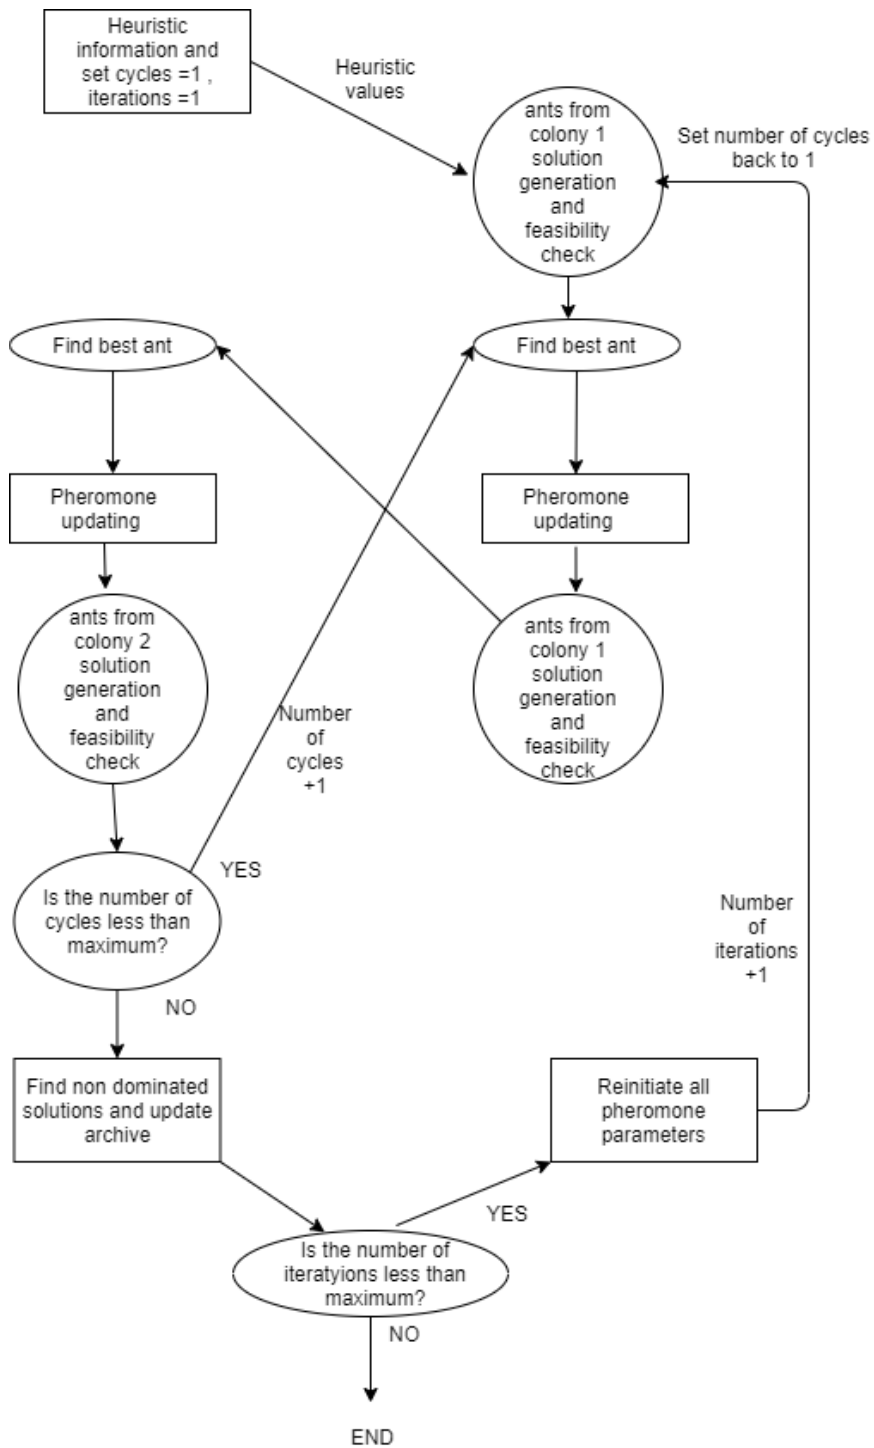 Heuristic
information and
set cycles =1 ,
iterations =1
Heuristic
values
ants from
colony 1
solution
generation
and
feasibility
check
Set number of cycles
back to 1
Find best ant
Find best ant
Pheromone
updating
Pheromone
updating
ants from
colony 2
solution
generation
and
feasibility
check
ants from
colony 1
solution
generation
and
feasibility
check
Number
of
cycles
+1
YES
Is the number of
cycles less than
maximum?
Number
of
iterations
+1
NO
Find non dominated
solutions and update
archive
Reinitiate all
pheromone
parameters
YES
Is the number of
iteratyions less than
maximum?
NO
END